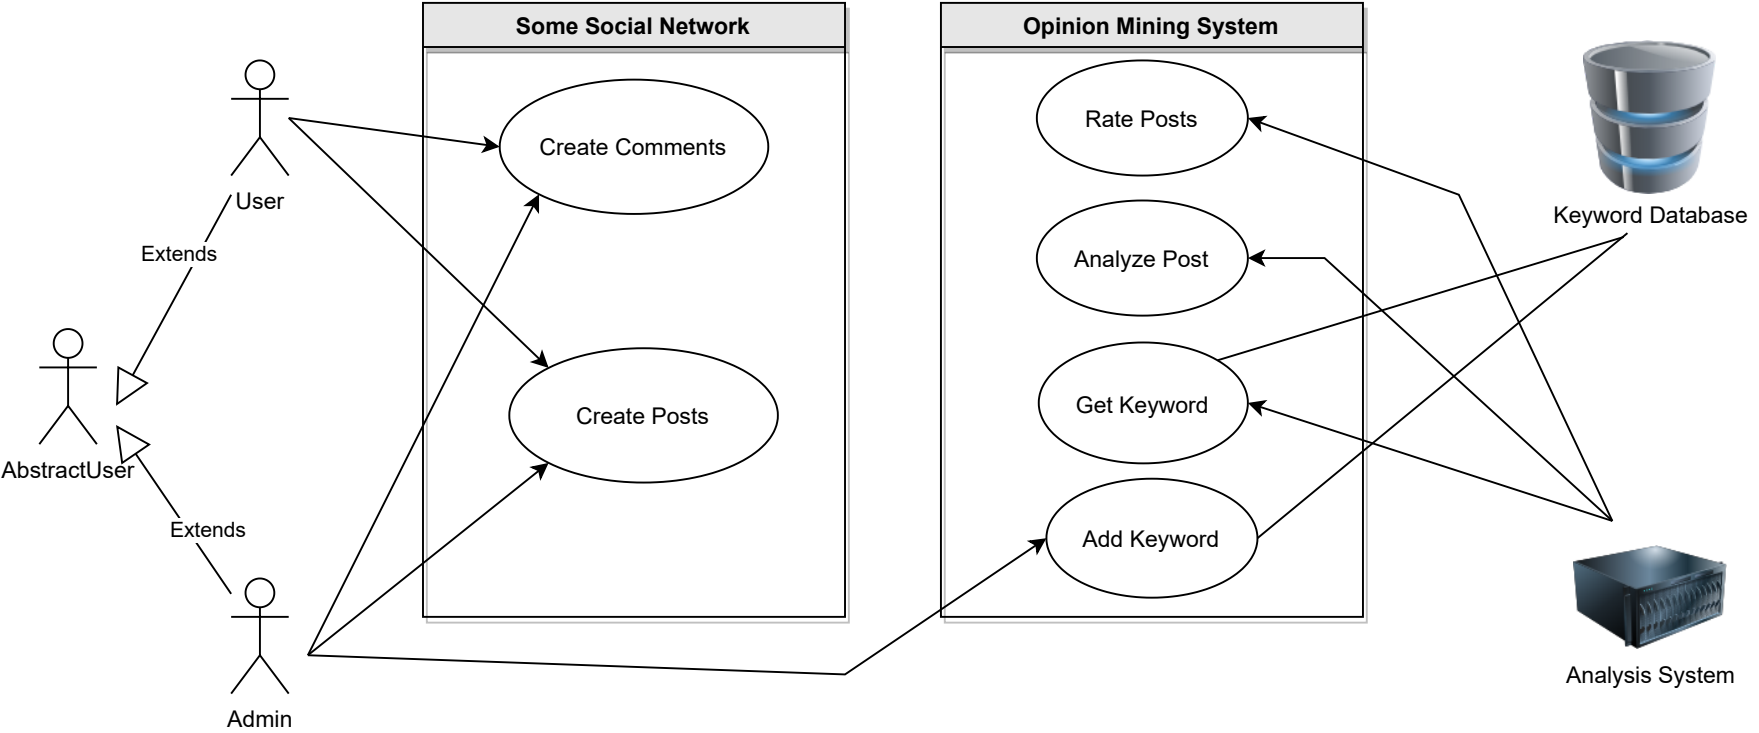 Some Social Network
Opinion Mining System
Create Comments
Rate Posts
User
Keyword Database
Extends
Analyze Post
Create Posts
Get Keyword
AbstractUser
Extends
Add Keyword
Analysis System
Admin